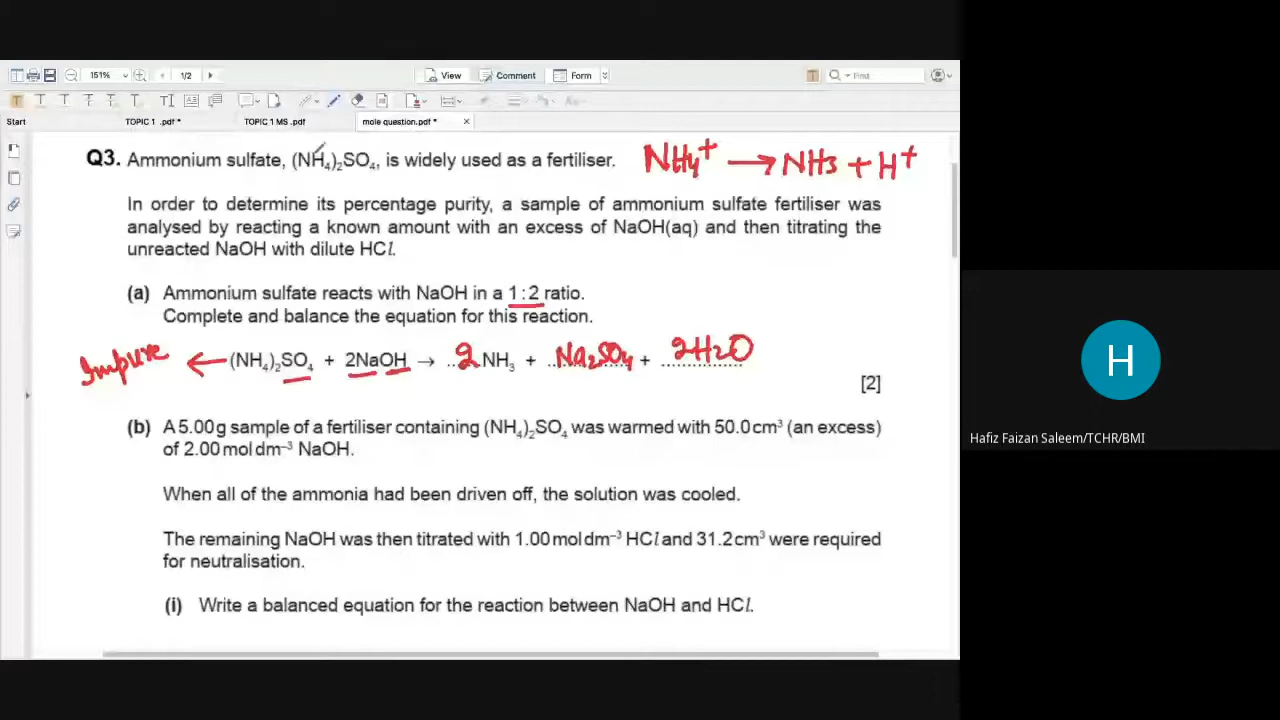 151% 1/2 View Comment Form Find
Start TOPIC 1 .pdf * TOPIC 1 MS .pdf mole question.pdf * ×
Q3. Ammonium sulfate, (NH₄)₂SO₄, is widely used as a fertiliser. NH4⁺ → NH3 + H⁺
In order to determine its percentage purity, a sample of ammonium sulfate fertiliser was
analysed by reacting a known amount with an excess of NaOH(aq) and then titrating the
unreacted NaOH with dilute HCl.
(a) Ammonium sulfate reacts with NaOH in a 1:2 ratio.
Complete and balance the equation for this reaction.
Impure ← (NH₄)₂SO₄ + 2NaOH → ...2 NH₃ + Na₂SO₄ + 2H2O
[2]
(b) A 5.00g sample of a fertiliser containing (NH₄)₂SO₄ was warmed with 50.0cm³ (an excess)
of 2.00 mol dm⁻³ NaOH.
When all of the ammonia had been driven off, the solution was cooled.
The remaining NaOH was then titrated with 1.00 mol dm⁻³ HCl and 31.2 cm³ were required
for neutralisation.
(i) Write a balanced equation for the reaction between NaOH and HCl.
H
Hafiz Faizan Saleem/TCHR/BMI